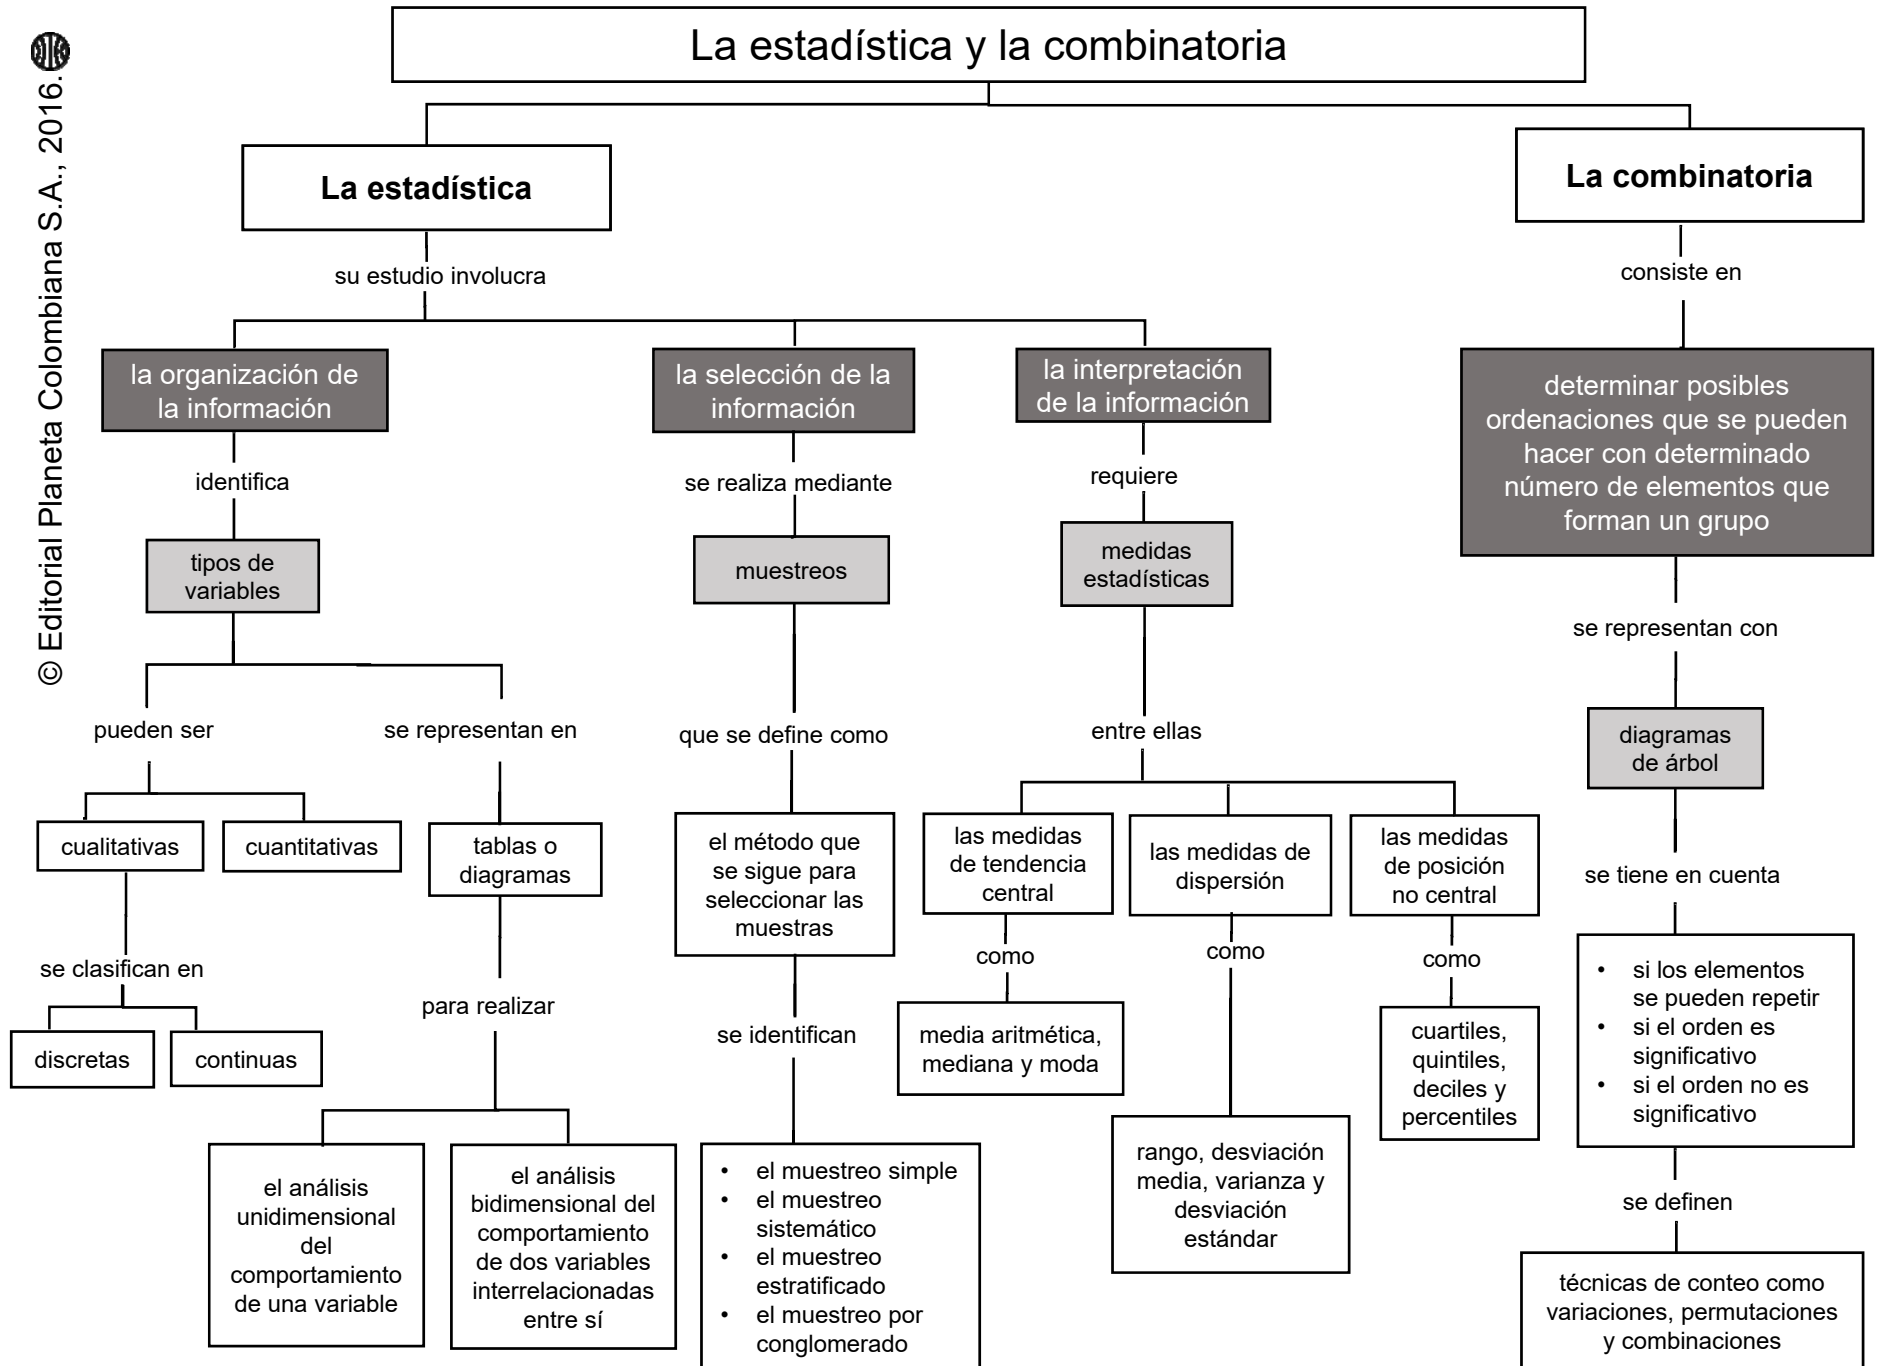 La estadística y la combinatoria
© Editorial Planeta Colombiana S.A., 2016.
La estadística
su estudio involucra
la organización de
la información
identifica
tipos de
variables
pueden ser
cualitativas
cuantitativas
se clasifican en
discretas
continuas
se representan en
tablas o
diagramas
para realizar
el análisis
unidimensional
del
comportamiento
de una variable
el análisis
bidimensional del
comportamiento
de dos variables
interrelacionadas
entre sí
la selección de la
información
se realiza mediante
muestreos
que se define como
el método que
se sigue para
seleccionar las
muestras
se identifican
• el muestreo simple
• el muestreo
sistemático
• el muestreo
estratificado
• el muestreo por
conglomerado
la interpretación
de la información
requiere
medidas
estadísticas
entre ellas
las medidas
de tendencia
central
como
media aritmética,
mediana y moda
las medidas de
dispersión
como
rango, desviación
media, varianza y
desviación
estándar
las medidas
de posición
no central
como
cuartiles,
quintiles,
deciles y
percentiles
La combinatoria
consiste en
determinar posibles
ordenaciones que se pueden
hacer con determinado
número de elementos que
forman un grupo
se representan con
diagramas
de árbol
se tiene en cuenta
• si los elementos
se pueden repetir
• si el orden es
significativo
• si el orden no es
significativo
se definen
técnicas de conteo como
variaciones, permutaciones
y combinaciones